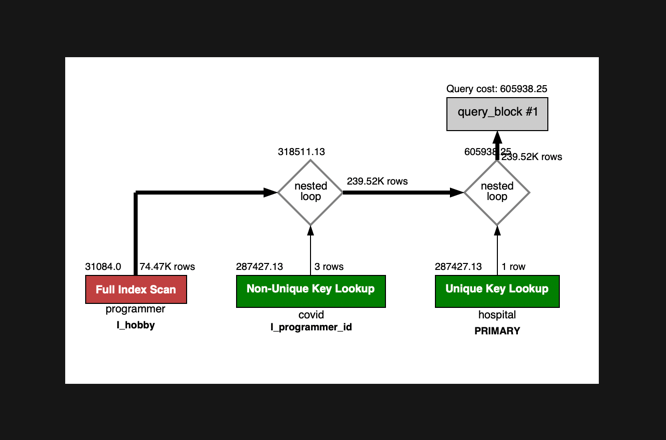 Query cost: 605938.25
query_block #1
318511.13
605938.25
239.52K rows
nested
loop
239.52K rows
nested
loop
31084.0
74.47K rows
287427.13
3 rows
287427.13
1 row
Full Index Scan
Non-Unique Key Lookup
Unique Key Lookup
programmer
covid
hospital
I_hobby
I_programmer_id
PRIMARY